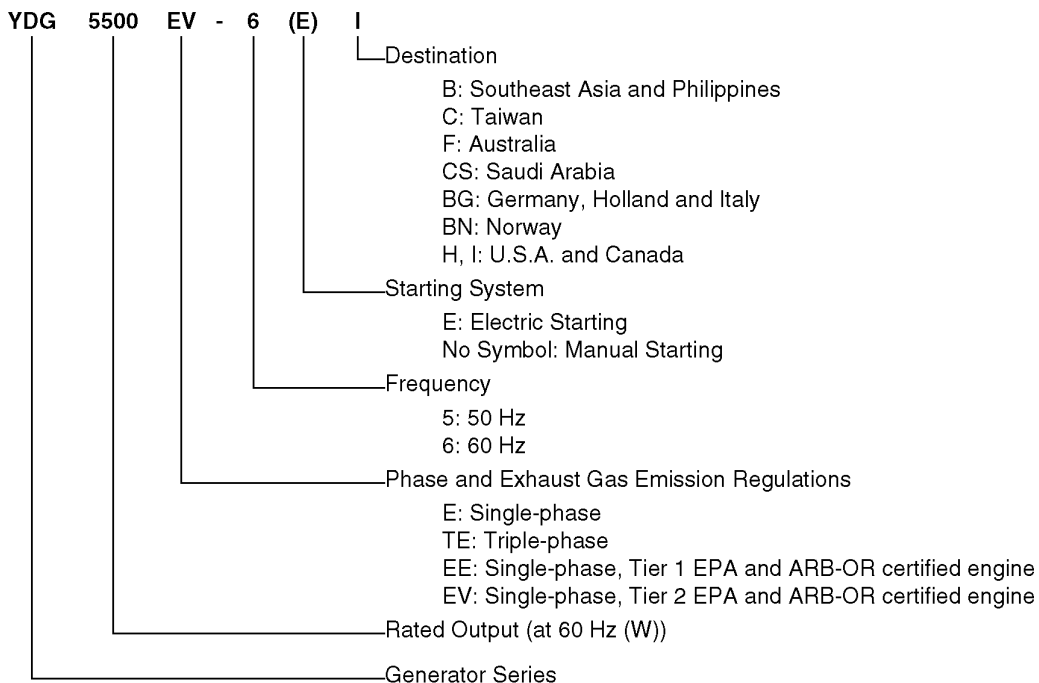 YDG 5500 EV - 6 (E) I
Destination
B: Southeast Asia and Philippines
C: Taiwan
F: Australia
CS: Saudi Arabia
BG: Germany, Holland and Italy
BN: Norway
H, I: U.S.A. and Canada
Starting System
E: Electric Starting
No Symbol: Manual Starting
Frequency
5: 50 Hz
6: 60 Hz
Phase and Exhaust Gas Emission Regulations
E: Single-phase
TE: Triple-phase
EE: Single-phase, Tier 1 EPA and ARB-OR certified engine
EV: Single-phase, Tier 2 EPA and ARB-OR certified engine
Rated Output (at 60 Hz (W))
Generator Series